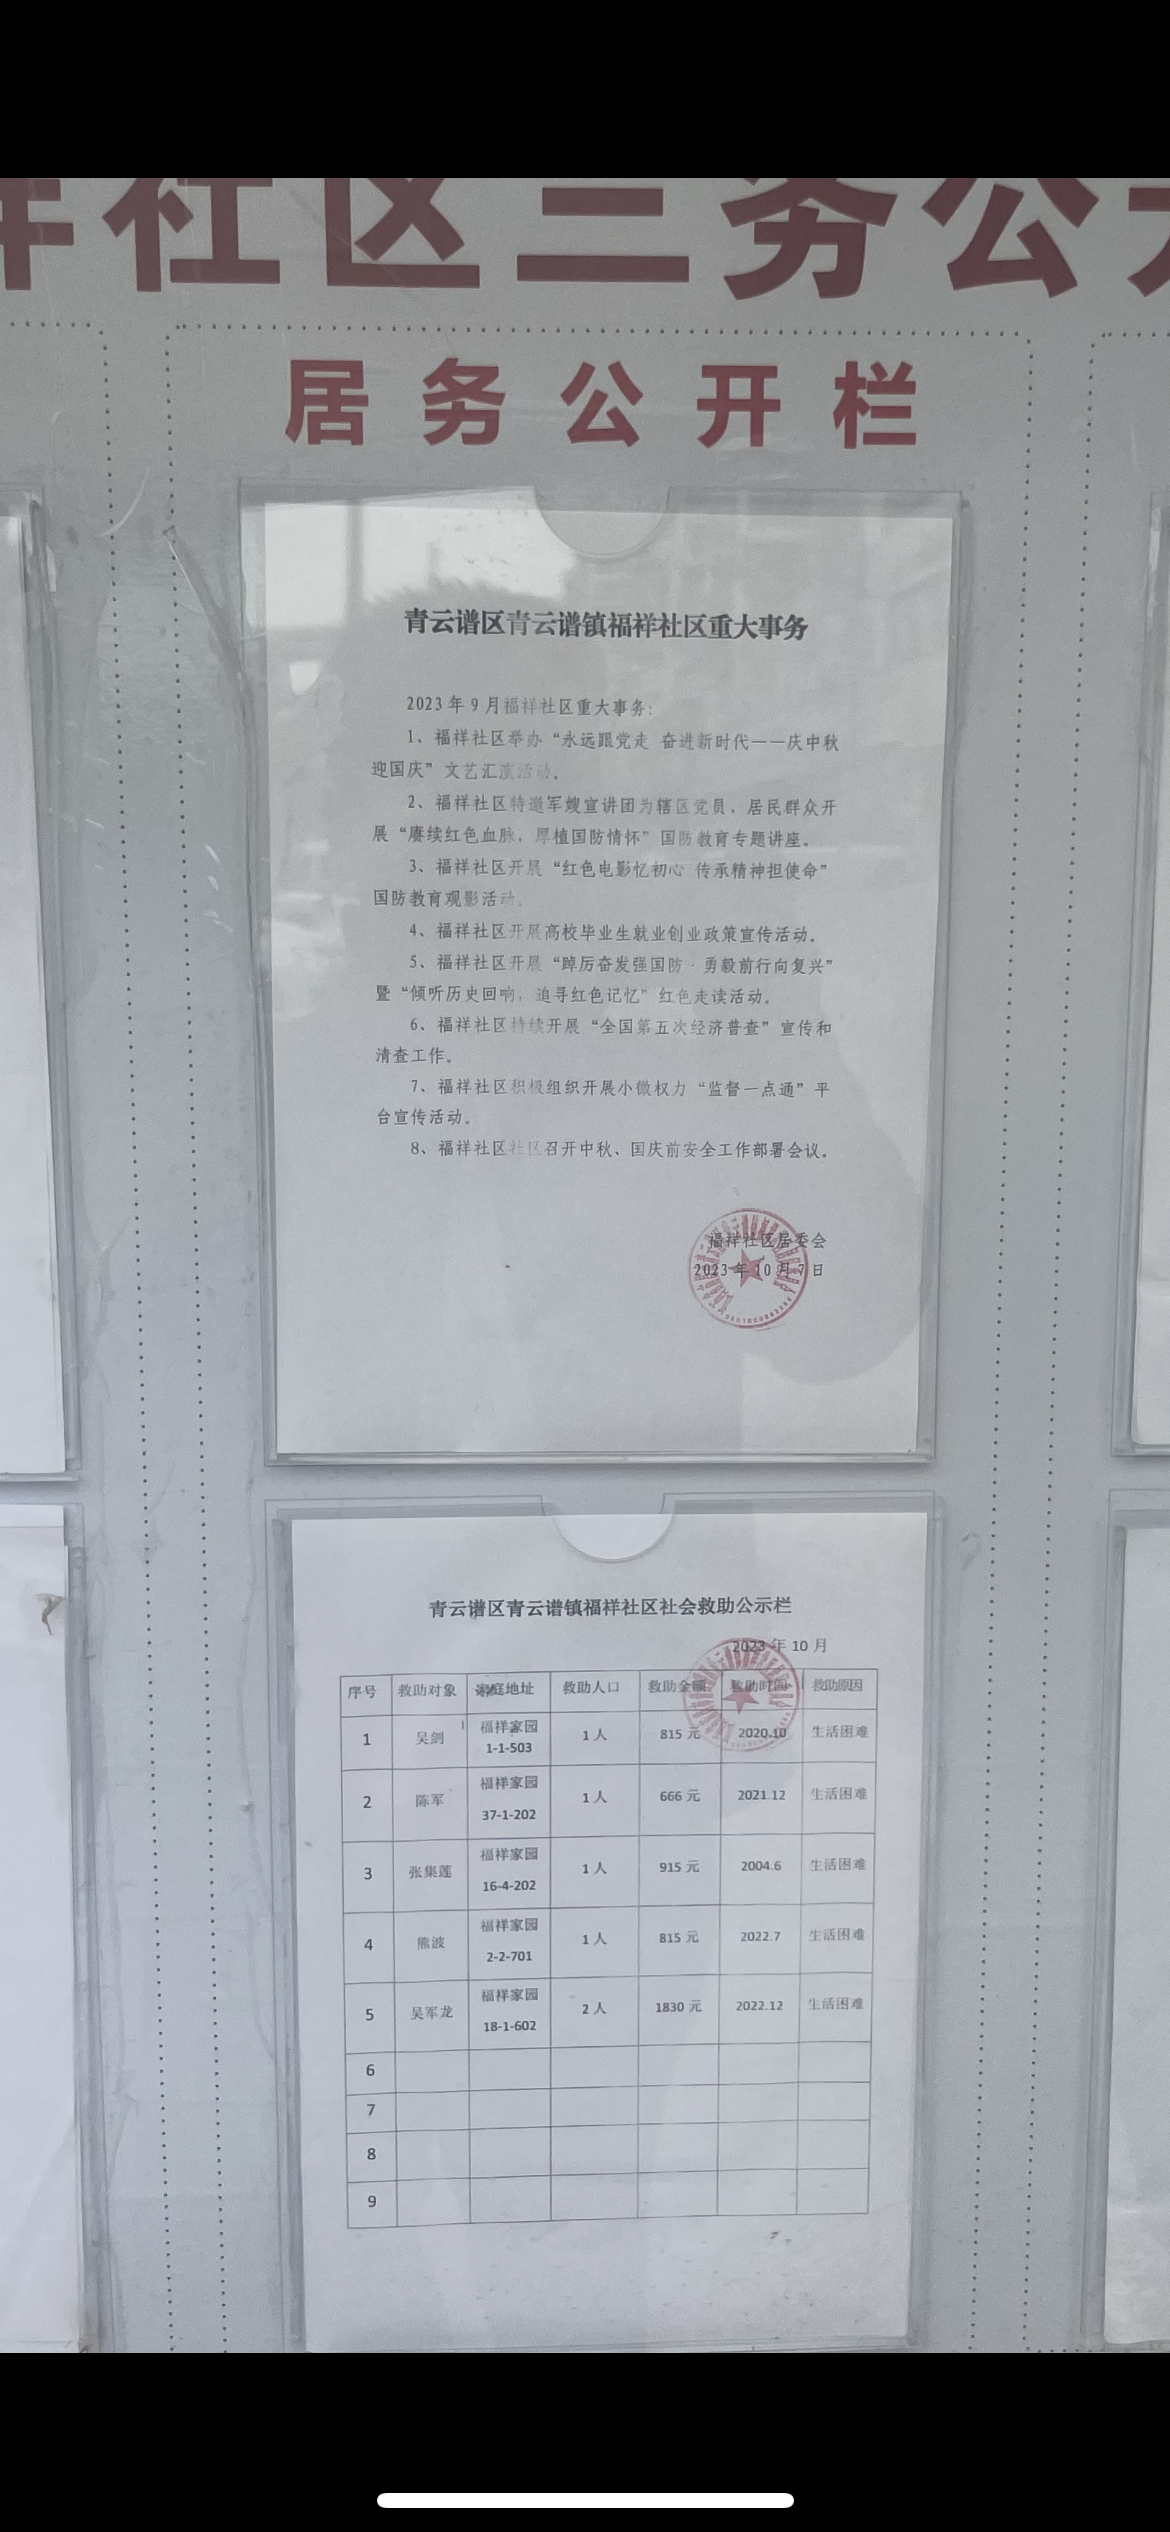 祥社区三务公示
居务公开栏
青云谱区青云谱镇福祥社区重大事务
2023年9月福祥社区重大事务：
1、福祥社区举办“永远跟党走 奋进新时代——庆中秋
迎国庆”文艺汇演活动。
2、福祥社区特邀军嫂宣讲团为辖区党员、居民群众开
展“赓续红色血脉，厚植国防情怀”国防教育专题讲座。
3、福祥社区开展“红色电影忆初心 传承精神担使命”
国防教育观影活动。
4、福祥社区开展高校毕业生就业创业政策宣传活动。
5、福祥社区开展“踔厉奋发强国防·勇毅前行向复兴”
暨“倾听历史回响，追寻红色记忆”红色走读活动。
6、福祥社区持续开展“全国第五次经济普查”宣传和
清查工作。
7、福祥社区积极组织开展小微权力“监督一点通”平
台宣传活动。
8、福祥社区社区召开中秋、国庆前安全工作部署会议。
福祥社区居委会
2023年10月7日
青云谱区青云谱镇福祥社区社会救助公示栏
2023年10月
序号 救助对象 家庭地址 救助人口 救助金额 救助时间 救助原因
1 吴剑 福祥家园 1-1-503 1人 815元 2020.10 生活困难
2 陈军 福祥家园 37-1-202 1人 666元 2021.12 生活困难
3 张集莲 福祥家园 16-4-202 1人 915元 2004.6 生活困难
4 熊波 福祥家园 2-2-701 1人 815元 2022.7 生活困难
5 吴军龙 福祥家园 18-1-602 2人 1830元 2022.12 生活困难
6
7
8
9